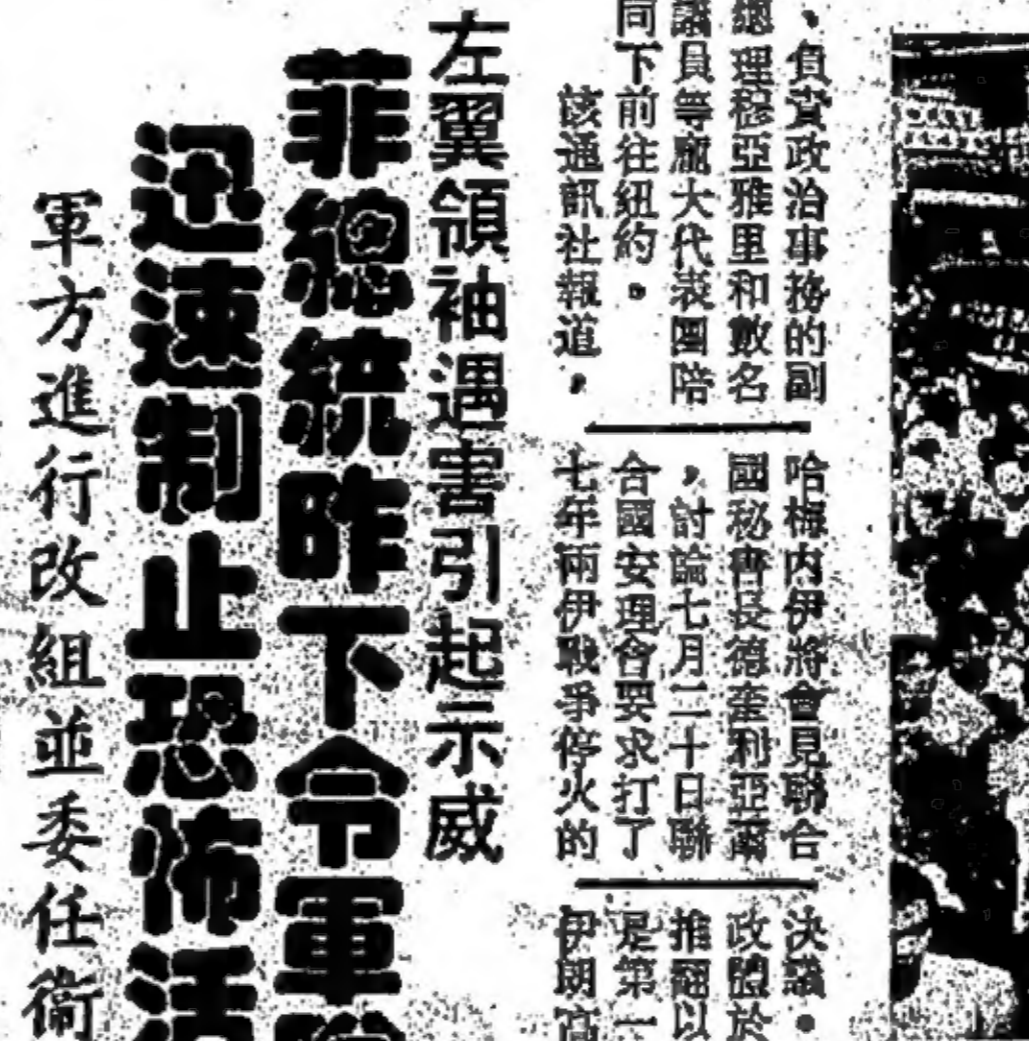 、負責政治事務的副
總理穆亞雅里和數名
議員等龐大代表團陪
同下前往紐約。
該通訊社報道，
哈梅內伊將會見聯合
國秘書長德奎利亞爾
，討論七月二十日聯
合國安理會要求打了
七年兩伊戰爭停火的
決議。
政體於
推翻以
是第一
伊朗高
左翼領袖遇害引起示威
菲總統昨下令軍
迅速制止恐怖活
軍方進行改組並委任衞